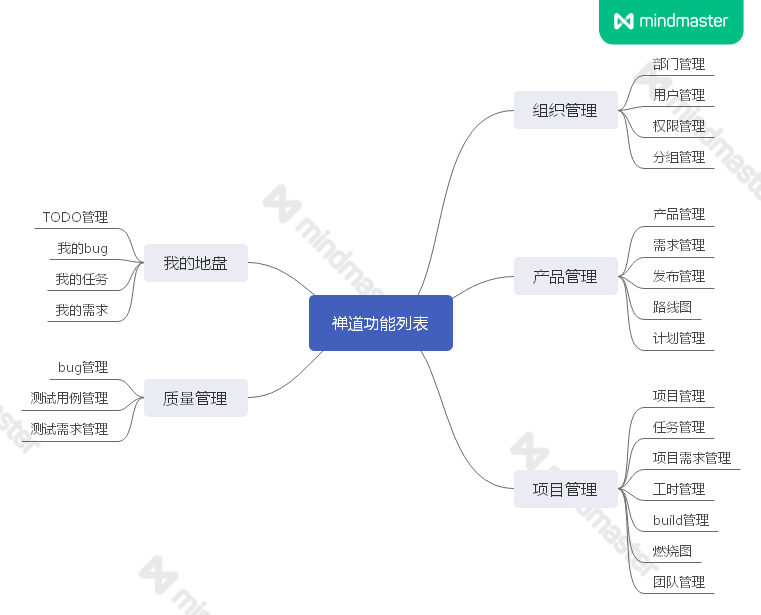 mindmaster
禅道功能列表
组织管理
部门管理
用户管理
权限管理
分组管理
产品管理
产品管理
需求管理
发布管理
路线图
计划管理
项目管理
项目管理
任务管理
项目需求管理
工时管理
build管理
燃烧图
团队管理
我的地盘
TODO管理
我的bug
我的任务
我的需求
质量管理
bug管理
测试用例管理
测试需求管理
mindmaster
mindmaster